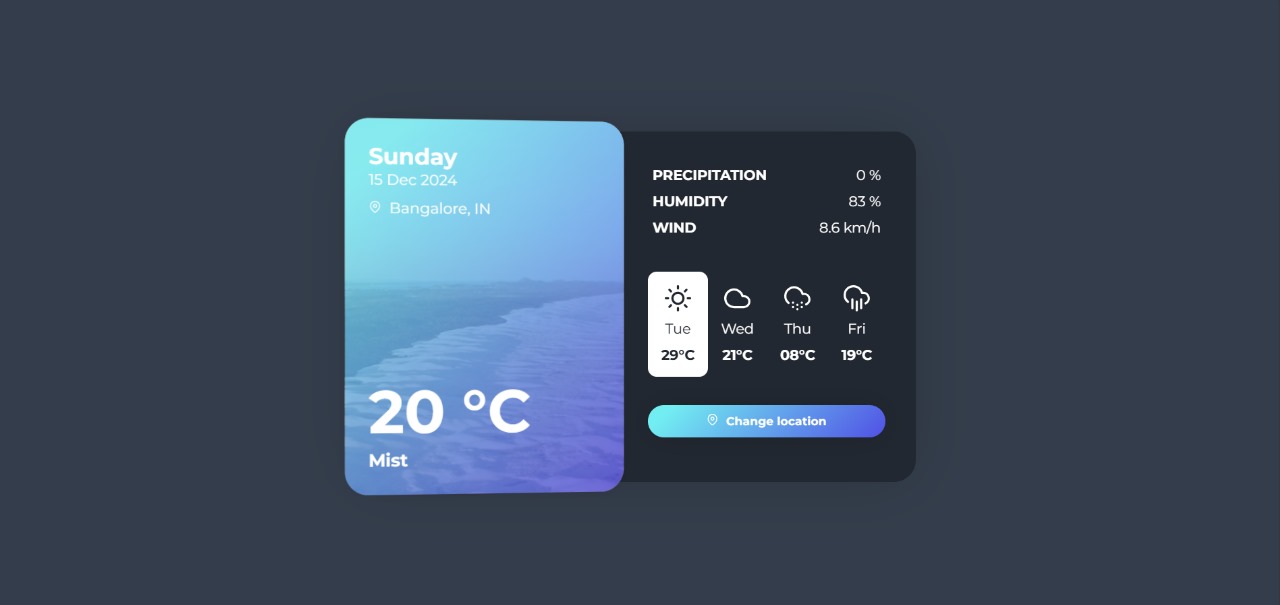 Sunday
15 Dec 2024
Bangalore, IN
20 °C
Mist
PRECIPITATION 0 %
HUMIDITY 83 %
WIND 8.6 km/h
Tue Wed Thu Fri
29°C 21°C 08°C 19°C
Change location